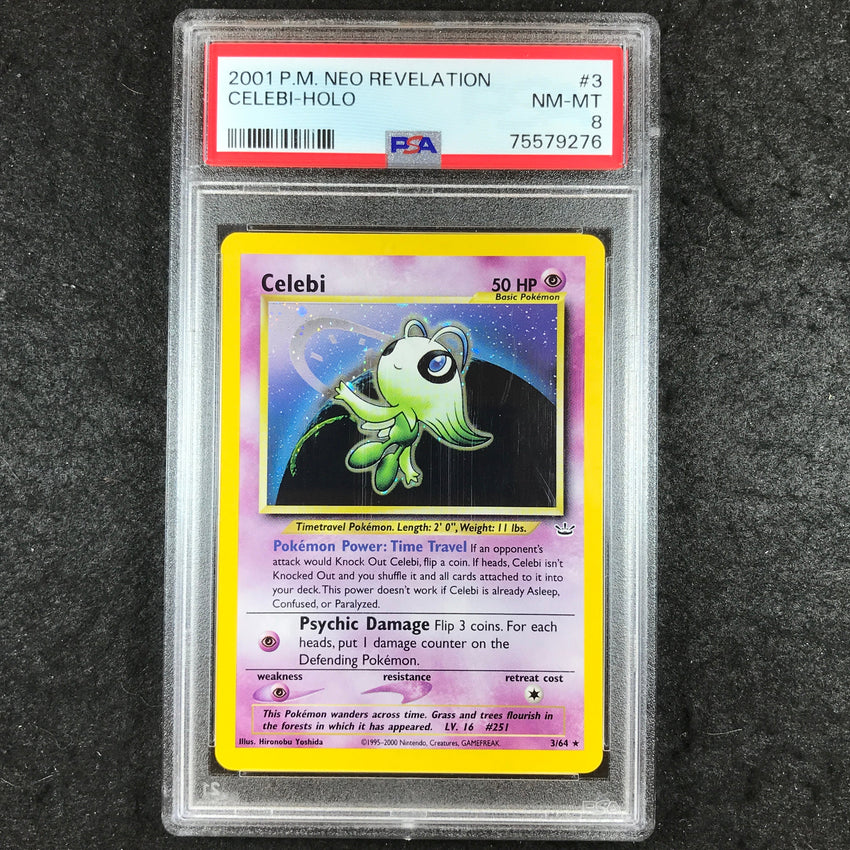 2001 P.M. NEO REVELATION #3
CELEBI-HOLO NM-MT
8
PSA 75579276
Celebi 50 HP
Basic Pokémon
Timetravel Pokémon. Length: 2' 0", Weight: 11 lbs.
Pokémon Power: Time Travel If an opponent's
attack would Knock Out Celebi, flip a coin. If heads, Celebi isn't
Knocked Out and you shuffle it and all cards attached to it into
your deck. This power doesn't work if Celebi is already Asleep,
Confused, or Paralyzed.
Psychic Damage Flip 3 coins. For each
heads, put 1 damage counter on the
Defending Pokémon.
weakness resistance retreat cost
This Pokémon wanders across time. Grass and trees flourish in
the forests in which it has appeared. LV. 16 #251
Illus. Hironobu Yoshida ©1995-2000 Nintendo, Creatures, GAMEFREAK. 3/64 ★